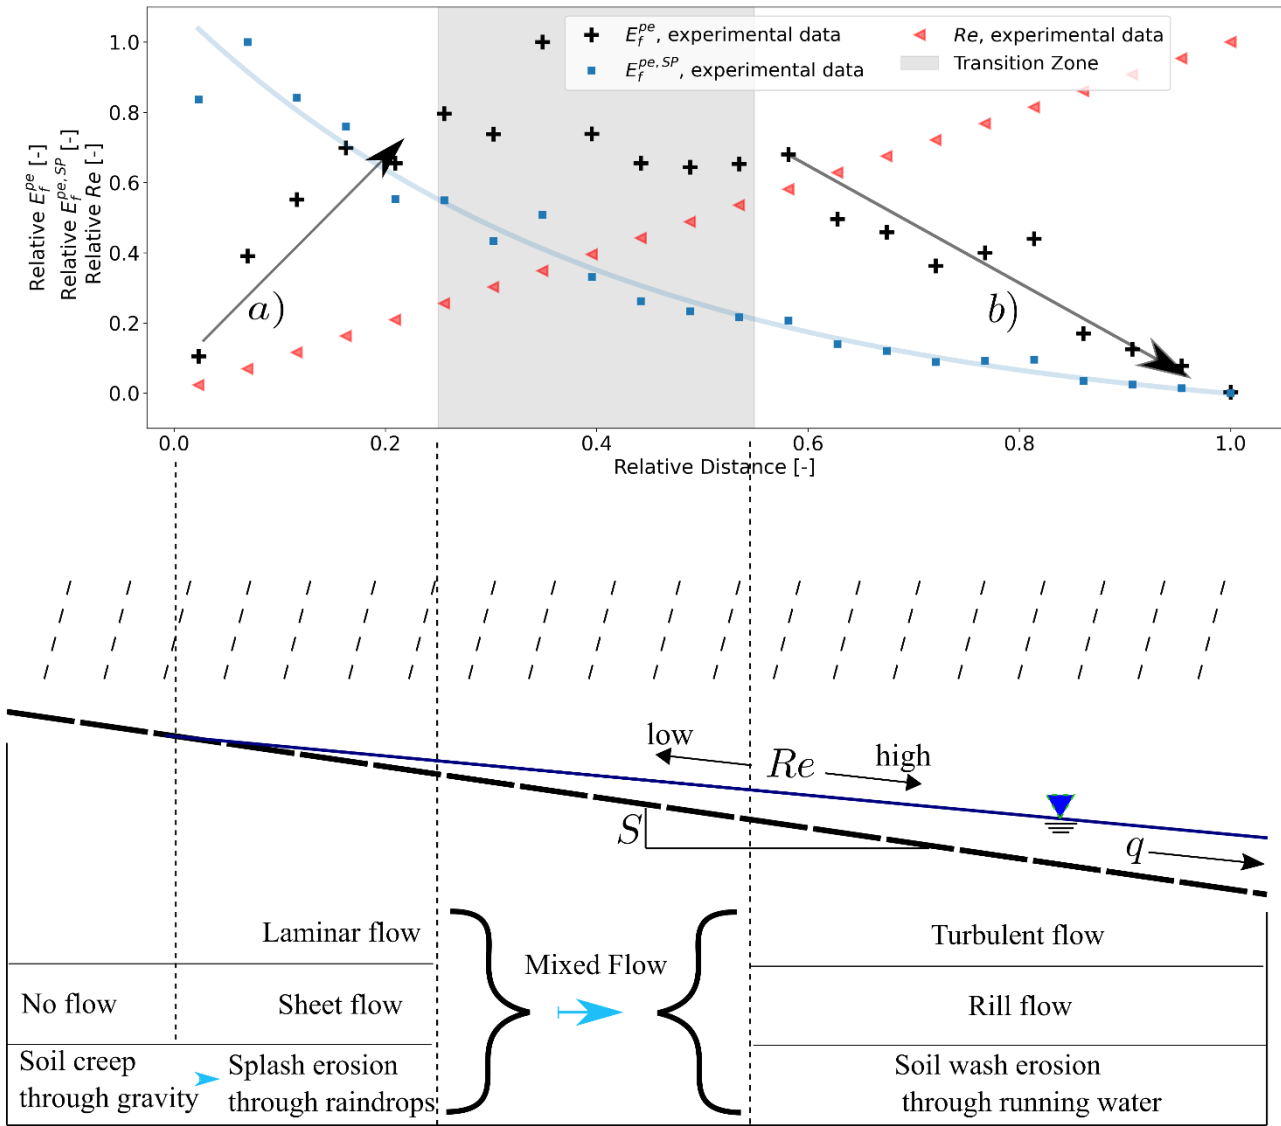 Relative E_f^{pe} [-]
Relative E_f^{pe,SP} [-]
Relative Re [-]
1.0
0.8
0.6
0.4
0.2
0.0
E_f^{pe}, experimental data
E_f^{pe,SP}, experimental data
Re, experimental data
Transition Zone
a)
b)
0.0 0.2 0.4 0.6 0.8 1.0
Relative Distance [-]
low
Re
high
S
q
Laminar flow
Mixed Flow
Turbulent flow
No flow
Sheet flow
Rill flow
Soil creep
through gravity
Splash erosion
through raindrops
Soil wash erosion
through running water